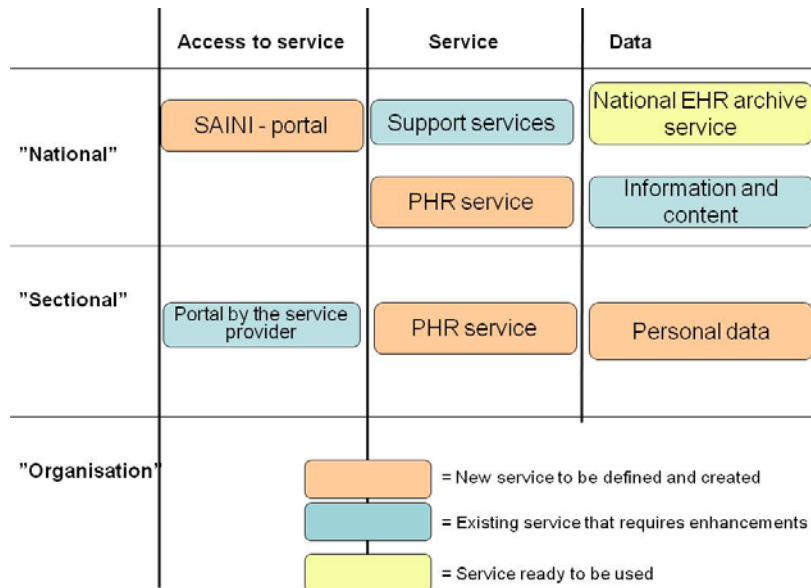 Access to service
Service
Data
"National"
SAINI - portal
Support services
National EHR archive
service
PHR service
Information and
content
"Sectional"
Portal by the service
provider
PHR service
Personal data
"Organisation"
= New service to be defined and created
= Existing service that requires enhancements
= Service ready to be used